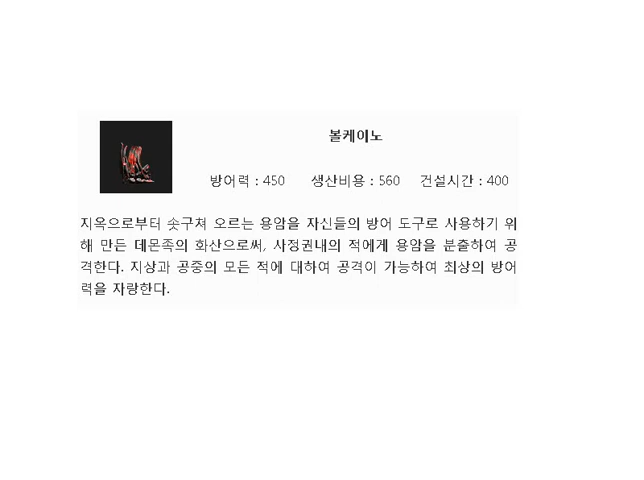 볼케이노
방어력 : 450 생산비용 : 560 건설시간 : 400
지옥으로부터 솟구쳐 오르는 용암을 자신들의 방어 도구로 사용하기 위
해 만든 데몬족의 화산으로써, 사정권내의 적에게 용암을 분출하여 공
격한다. 지상과 공중의 모든 적에 대하여 공격이 가능하여 최상의 방어
력을 자랑한다.